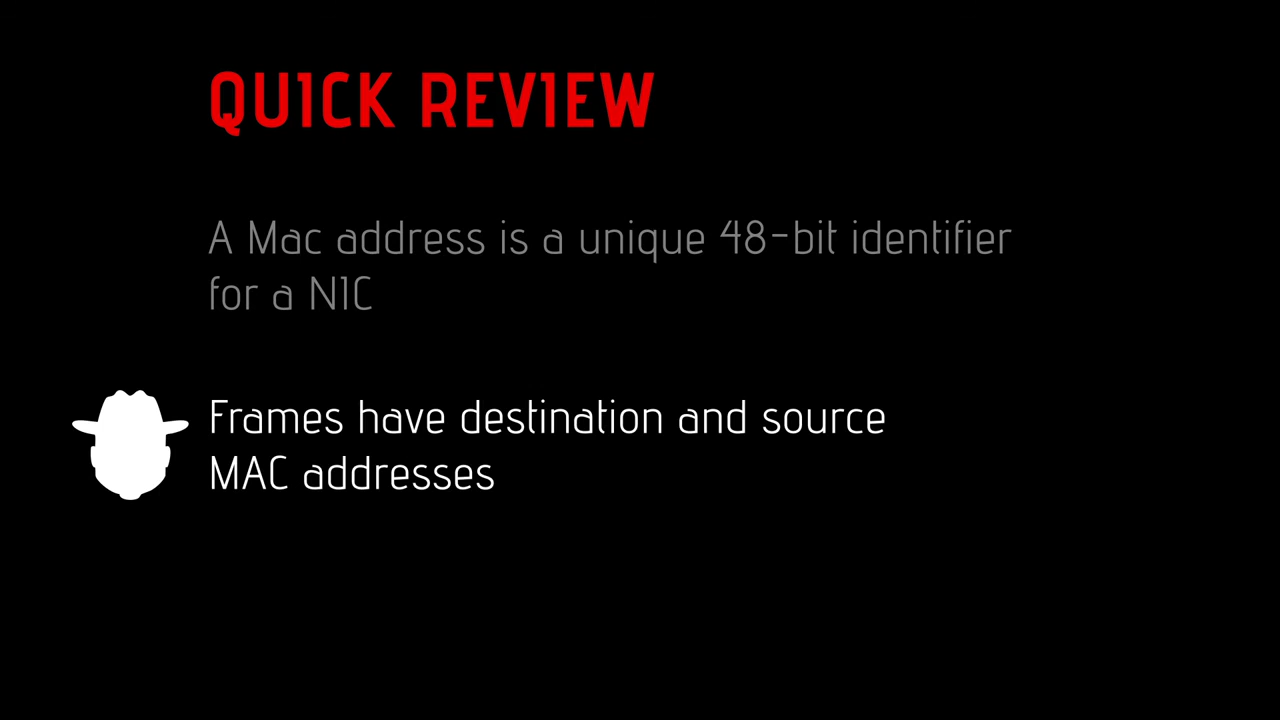 QUICK REVIEW
A Mac address is a unique 48-bit identifier
for a NIC
Frames have destination and source
MAC addresses